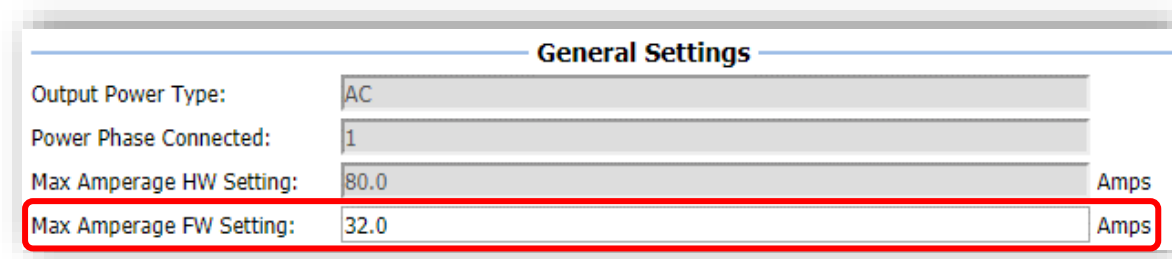 General Settings
Output Power Type: AC
Power Phase Connected: 1
Max Amperage HW Setting: 80.0 Amps
Max Amperage FW Setting: 32.0 Amps